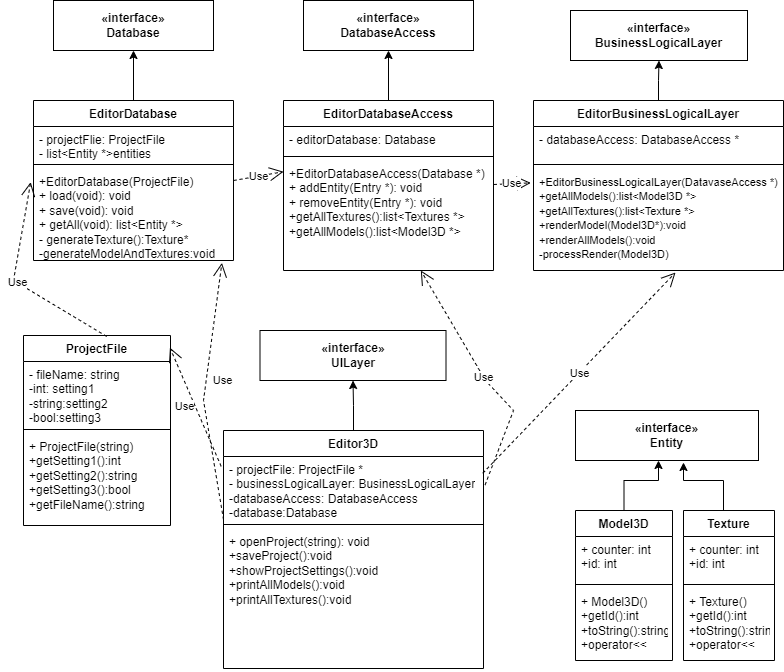 «interface»
Database
«interface»
DatabaseAccess
«interface»
BusinessLogicalLayer
EditorDatabase
- projectFlie: ProjectFile
- list<Entity *>entities
+EditorDatabase(ProjectFile)
+ load(void): void
+ save(void): void
+ getAll(void): list<Entity *>
- generateTexture():Texture*
-generateModelAndTextures:void
Use
EditorDatabaseAccess
- editorDatabase: Database
+EditorDatabaseAccess(Database *)
+ addEntity(Entry *): void
+ removeEntity(Entry *): void
+getAllTextures():list<Textures *>
+getAllModels():list<Model3D *>
Use
EditorBusinessLogicalLayer
- databaseAccess: DatabaseAccess *
+EditorBusinessLogicalLayer(DatavaseAccess *)
+getAllModels():list<Model3D *>
+getAllTextures():list<Texture *>
+renderModel(Model3D*):void
+renderAllModels():void
-processRender(Model3D)
Use
ProjectFile
- fileName: string
-int: setting1
-string:setting2
-bool:setting3
+ ProjectFile(string)
+getSetting1():int
+getSetting2():string
+getSetting3():bool
+getFileName():string
Use
Use
«interface»
UILayer
Use
Use
Editor3D
- projectFile: ProjectFile *
- businessLogicalLayer: BusinessLogicalLayer
-databaseAccess: DatabaseAccess
-database:Database
+ openProject(string): void
+saveProject():void
+showProjectSettings():void
+printAllModels():void
+printAllTextures():void
«interface»
Entity
Model3D
+ counter: int
+id: int
+ Model3D()
+getId():int
+toString():string
+operator<<
Texture
+ counter: int
+id: int
+ Texture()
+getId():int
+toString():strin
+operator<<